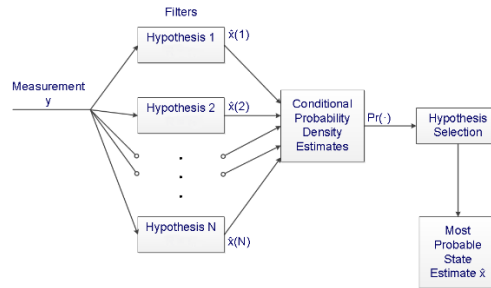 Filters
Hypothesis 1
x̂(1)
Measurement
y
Hypothesis 2
x̂(2)
Hypothesis N
x̂(N)
Conditional
Probability
Density
Estimates
Pr(·)
Hypothesis
Selection
Most
Probable
State
Estimate x̂